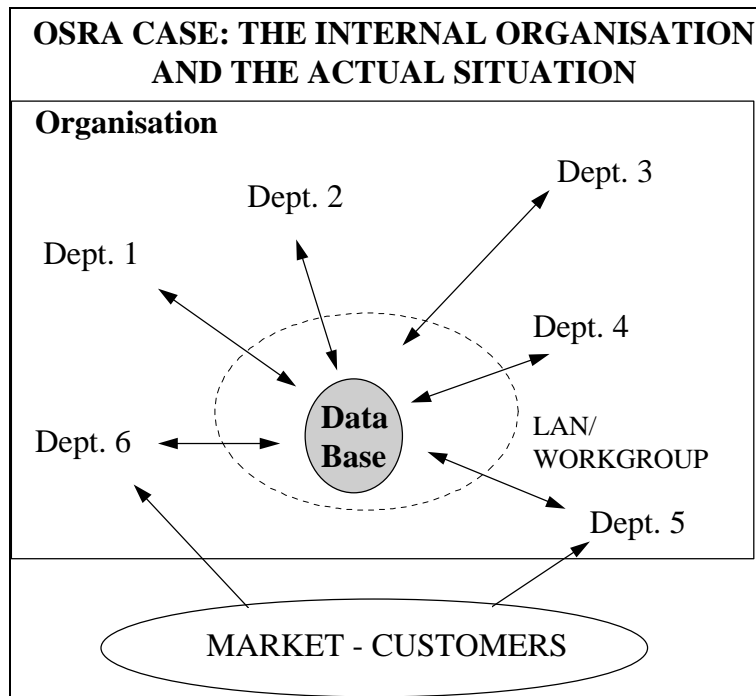 OSRA CASE: THE INTERNAL ORGANISATION
AND THE ACTUAL SITUATION
Organisation
Dept. 3
Dept. 2
Dept. 1
Dept. 4
Data
Base
LAN/
WORKGROUP
Dept. 6
Dept. 5
MARKET - CUSTOMERS